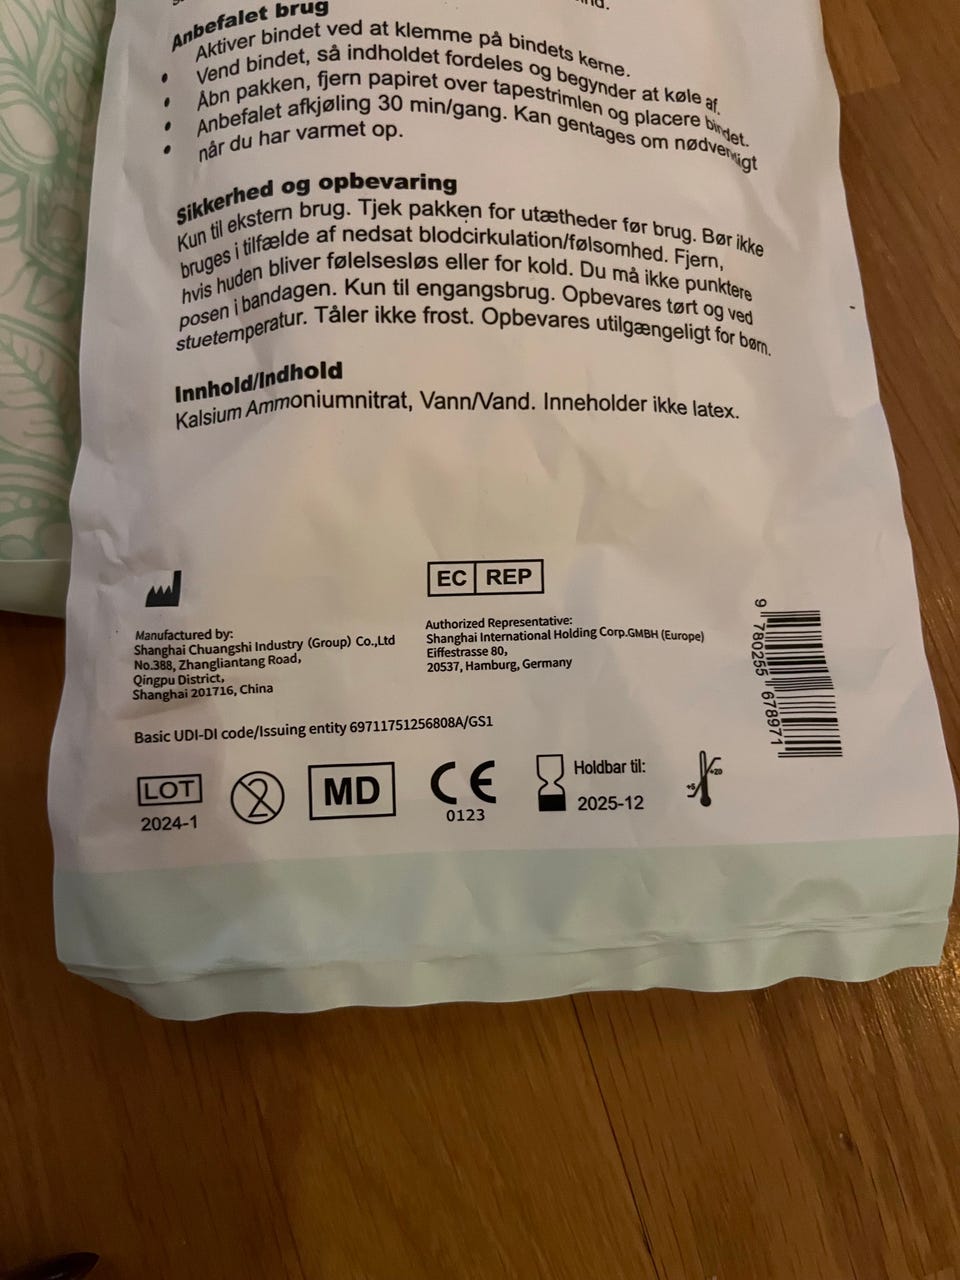 Anbefalet brug
Aktiver bindet ved at klemme på bindets kerne.
• Vend bindet, så indholdet fordeles og begynder at køle af.
• Åbn pakken, fjern papiret over tapestrimlen og placere bindet.
• Anbefalet afkjøling 30 min/gang. Kan gentages om nødvendigt
• når du har varmet op.
Sikkerhed og opbevaring
Kun til ekstern brug. Tjek pakken for utætheder før brug. Bør ikke
bruges i tilfælde af nedsat blodcirkulation/følsomhed. Fjern,
hvis huden bliver følelsesløs eller for kold. Du må ikke punktere
posen i bandagen. Kun til engangsbrug. Opbevares tørt og ved
stuetemperatur. Tåler ikke frost. Opbevares utilgængeligt for børn.
Innhold/Indhold
Kalsium Ammoniumnitrat, Vann/Vand. Inneholder ikke latex.
EC REP
Manufactured by:
Shanghai Chuangshi Industry (Group) Co.,Ltd
No.388, Zhangliantang Road,
Qingpu District,
Shanghai 201716, China
Authorized Representative:
Shanghai International Holding Corp.GMBH (Europe)
Eiffestrasse 80,
20537, Hamburg, Germany
9 780255 678971
Basic UDI-DI code/Issuing entity 69711751256808A/GS1
LOT
2024-1
2
MD
CE
0123
Holdbar til:
2025-12
+5
+20